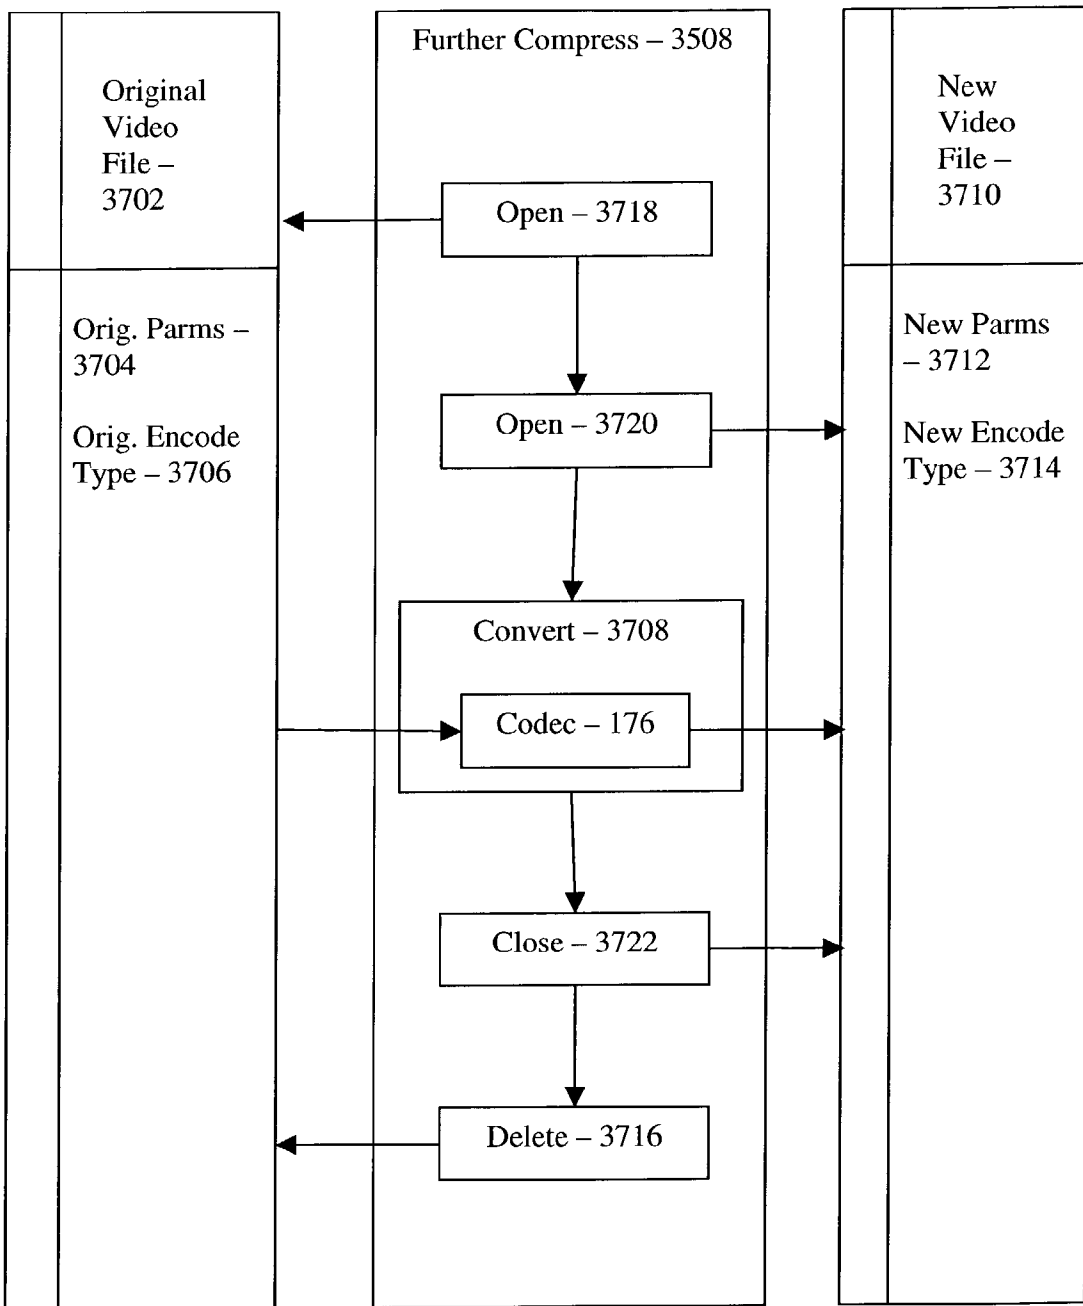 Original
Video
File –
3702
Orig. Parms –
3704
Orig. Encode
Type – 3706
Further Compress – 3508
Open – 3718
Open – 3720
Convert – 3708
Codec – 176
Close – 3722
Delete – 3716
New
Video
File –
3710
New Parms
– 3712
New Encode
Type – 3714